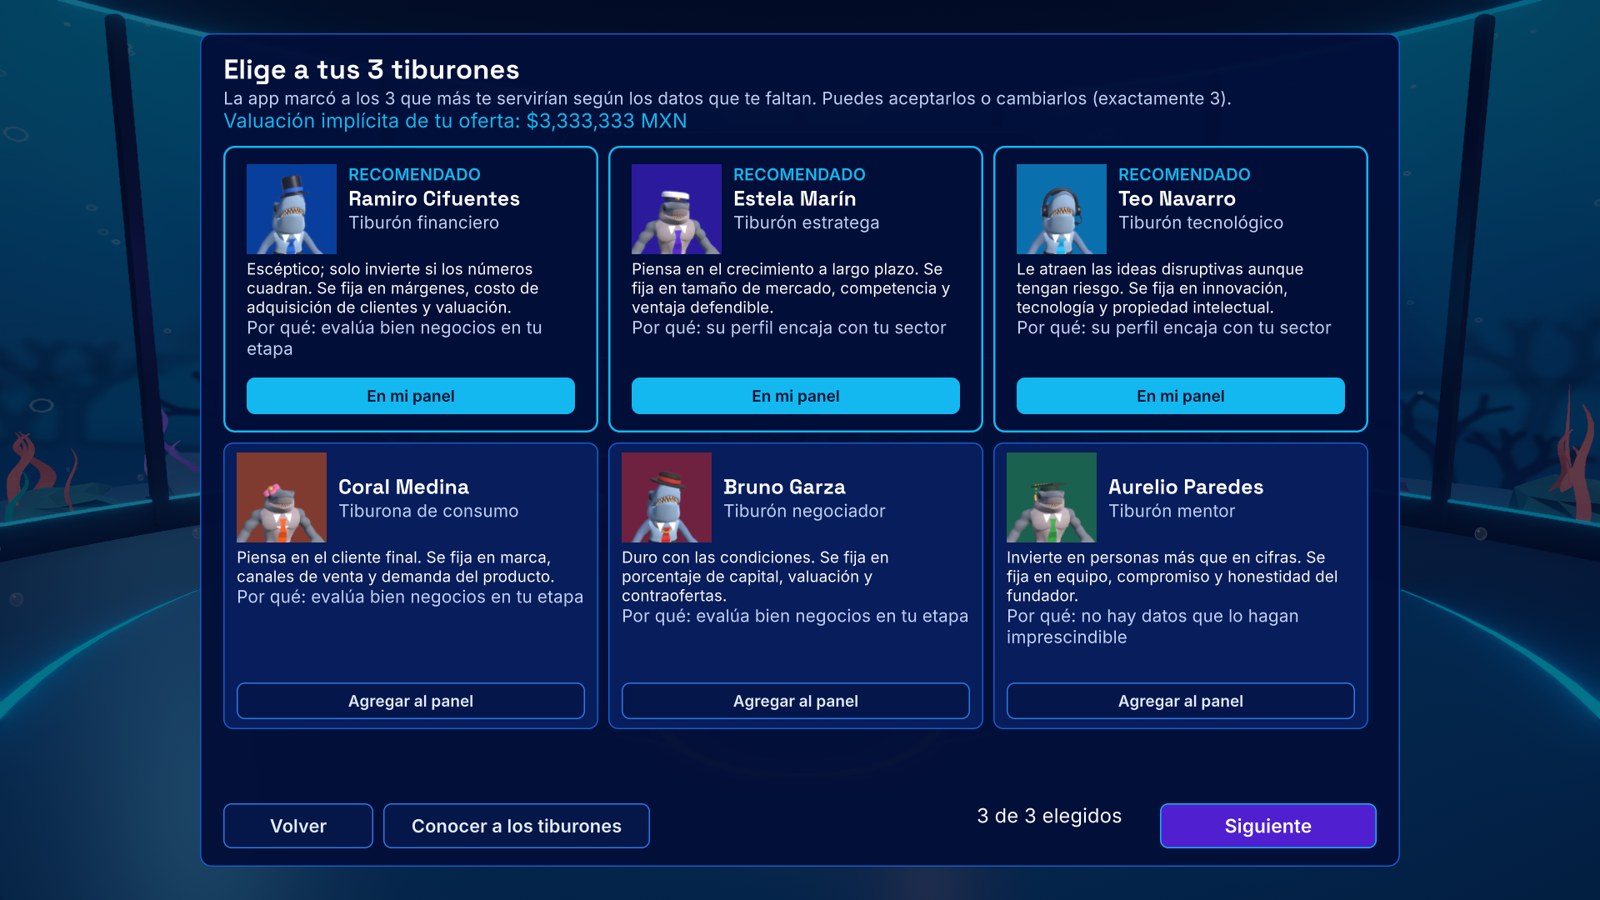 Elige a tus 3 tiburones
La app marcó a los 3 que más te servirían según los datos que te faltan. Puedes aceptarlos o cambiarlos (exactamente 3).
Valuación implícita de tu oferta: $3,333,333 MXN
RECOMENDADO
Ramiro Cifuentes
Tiburón financiero
Escéptico; solo invierte si los números
cuadran. Se fija en márgenes, costo de
adquisición de clientes y valuación.
Por qué: evalúa bien negocios en tu
etapa
En mi panel
RECOMENDADO
Estela Marín
Tiburón estratega
Piensa en el crecimiento a largo plazo. Se
fija en tamaño de mercado, competencia y
ventaja defendible.
Por qué: su perfil encaja con tu sector
En mi panel
RECOMENDADO
Teo Navarro
Tiburón tecnológico
Le atraen las ideas disruptivas aunque
tengan riesgo. Se fija en innovación,
tecnología y propiedad intelectual.
Por qué: su perfil encaja con tu sector
En mi panel
Coral Medina
Tiburona de consumo
Piensa en el cliente final. Se fija en marca,
canales de venta y demanda del producto.
Por qué: evalúa bien negocios en tu etapa
Agregar al panel
Bruno Garza
Tiburón negociador
Duro con las condiciones. Se fija en
porcentaje de capital, valuación y
contraofertas.
Por qué: evalúa bien negocios en tu etapa
Agregar al panel
Aurelio Paredes
Tiburón mentor
Invierte en personas más que en cifras. Se
fija en equipo, compromiso y honestidad del
fundador.
Por qué: no hay datos que lo hagan
imprescindible
Agregar al panel
Volver
Conocer a los tiburones
3 de 3 elegidos
Siguiente